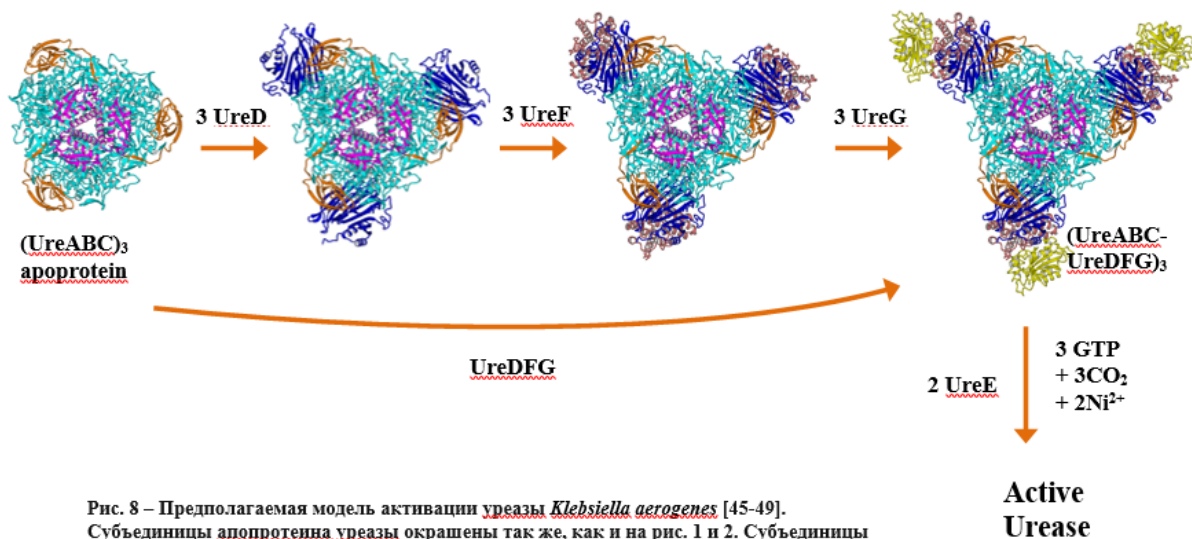 3 UreD
3 UreF
3 UreG
(UreABC)₃
apoprotein
(UreABC-
UreDFG)₃
UreDFG
2 UreE
3 GTP
+ 3CO₂
+ 2Ni²⁺
Active
Urease
Рис. 8 – Предполагаемая модель активации уреазы Klebsiella aerogenes [45-49].
Субъединицы апопротеина уреазы окрашены так же, как и на рис. 1 и 2. Субъединицы